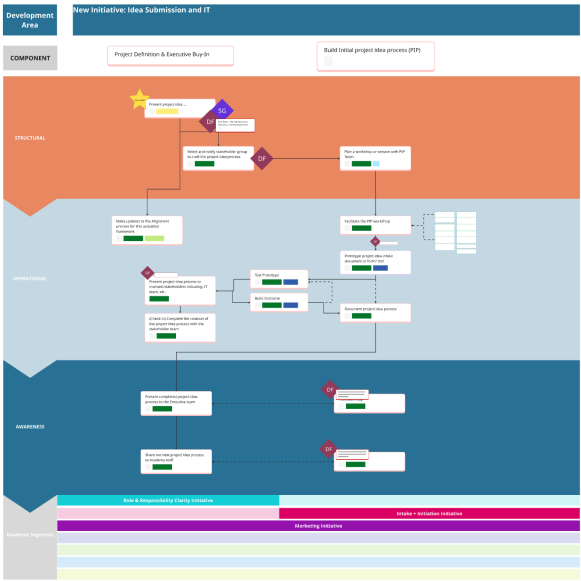 Development
Area
New Initiative: Idea Submission and IT
COMPONENT
Project Definition & Executive Buy-In
Build Initial project idea process (PIP)
STRUCTURAL
Present project idea ...
SG
DF
Select and notify stakeholder group
to craft the project idea process
DF
Plan a workshop or session with PIP
Team
OPERATIONAL
Make updates to the Alignment
process for this activation
framework
Facilitate the PIP workshop
Prototype project idea intake
document or form/tool
DF
Present project idea process to
involved stakeholders including: IT
team, etc.
Test Prototype
Build Outcome
Document project idea process
(Check-in) Complete the creation of
the project idea process with the
stakeholder team
AWARENESS
Present completed project idea
process to the Executive team
DF
Share out new project idea process
to Academy staff
DF
Roadmap Segments
Role & Responsibility Clarity Initiative
Intake + Initiation Initiative
Marketing Initiative